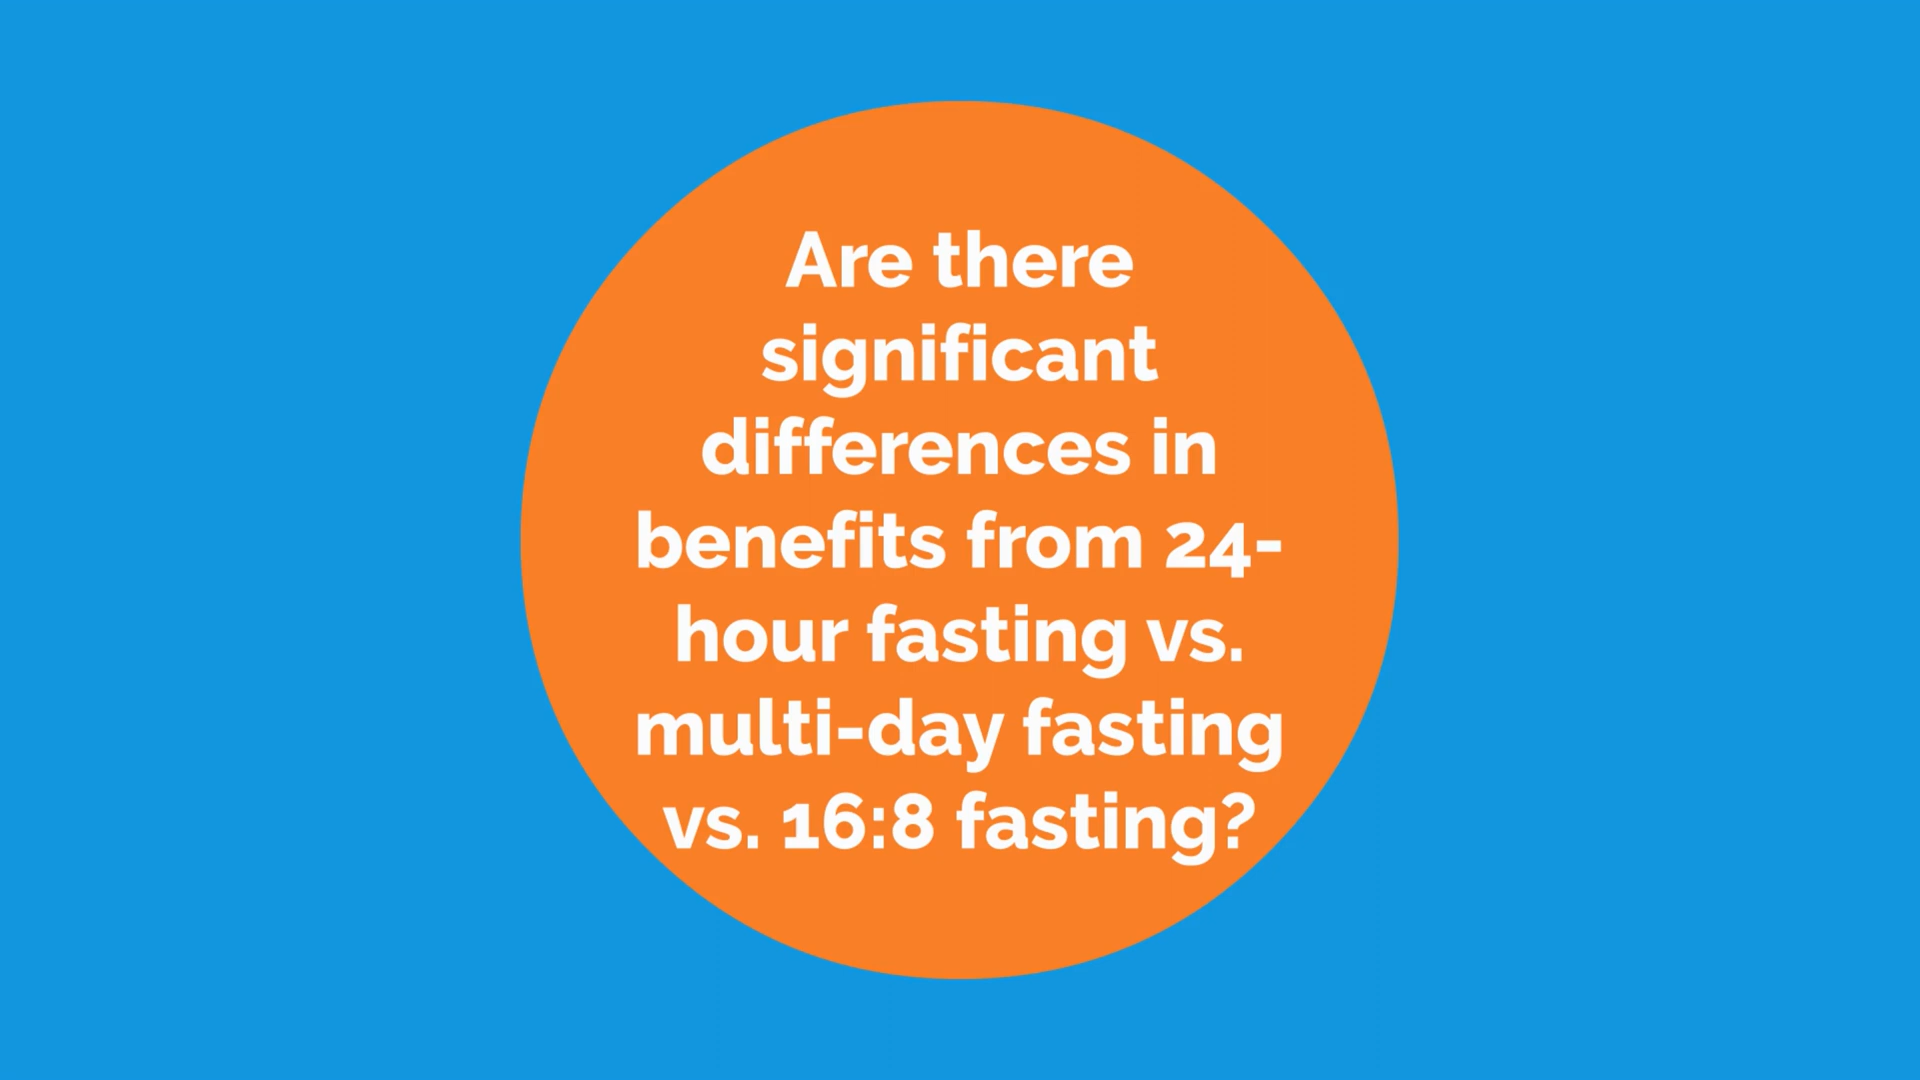 Are there
significant
differences in
benefits from 24-
hour fasting vs.
multi-day fasting
vs. 16:8 fasting?